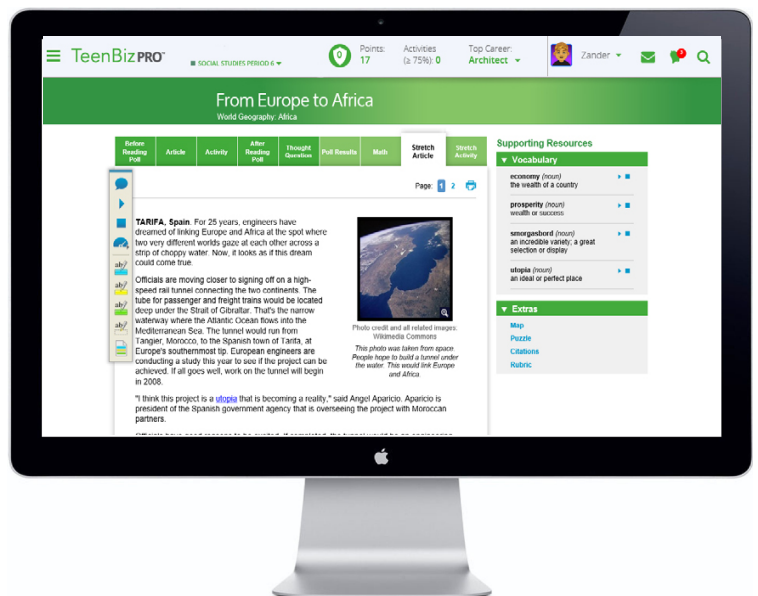 TeenBizPRO™
SOCIAL STUDIES PERIOD 6
0
Points:
17
Activities
(≥ 75%): 0
Top Career:
Architect
Zander
3
From Europe to Africa
World Geography: Africa
Before
Reading
Poll
Article
Activity
After
Reading
Poll
Thought
Question
Poll Results
Math
Stretch
Article
Stretch
Activity
Page: 1 2
TARIFA, Spain. For 25 years, engineers have
dreamed of linking Europe and Africa at the spot where
two very different worlds gaze at each other across a
strip of choppy water. Now, it looks as if this dream
could come true.
Officials are moving closer to signing off on a high-
speed rail tunnel connecting the two continents. The
tube for passenger and freight trains would be located
deep under the Strait of Gibraltar. That's the narrow
waterway where the Atlantic Ocean flows into the
Mediterranean Sea. The tunnel would run from
Tangier, Morocco, to the Spanish town of Tarifa, at
Europe's southernmost tip. European engineers are
conducting a study this year to see if the project can be
achieved. If all goes well, work on the tunnel will begin
in 2008.
"I think this project is a utopia that is becoming a reality," said Angel Aparicio. Aparicio is
president of the Spanish government agency that is overseeing the project with Moroccan
partners.
Photo credit and all related images:
Wikimedia Commons
This photo was taken from space.
People hope to build a tunnel under
the water. This would link Europe
and Africa.
Supporting Resources
Vocabulary
economy (noun)
the wealth of a country
prosperity (noun)
wealth or success
smorgasbord (noun)
an incredible variety; a great
selection or display
utopia (noun)
an ideal or perfect place
Extras
Map
Puzzle
Citations
Rubric